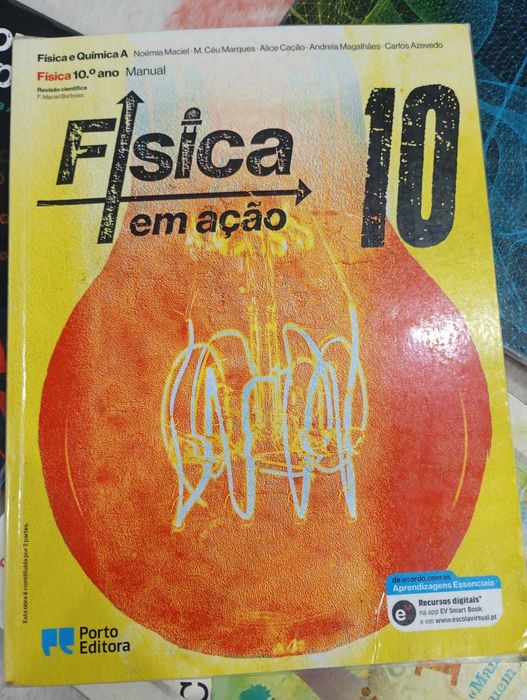 Física e Química A Noémia Maciel · M. Céu Marques · Alice Cação · Andreia Magalhães · Carlos Azevedo
Física 10.º ano Manual
Revisão científica
F. Maciel Barbosa
Física
em ação
10
Esta obra é constituída por 2 partes.
de acordo com as
Aprendizagens Essenciais
e+
Recursos digitais*
na app EV Smart Book
e em www.escolavirtual.pt
Porto
Editora